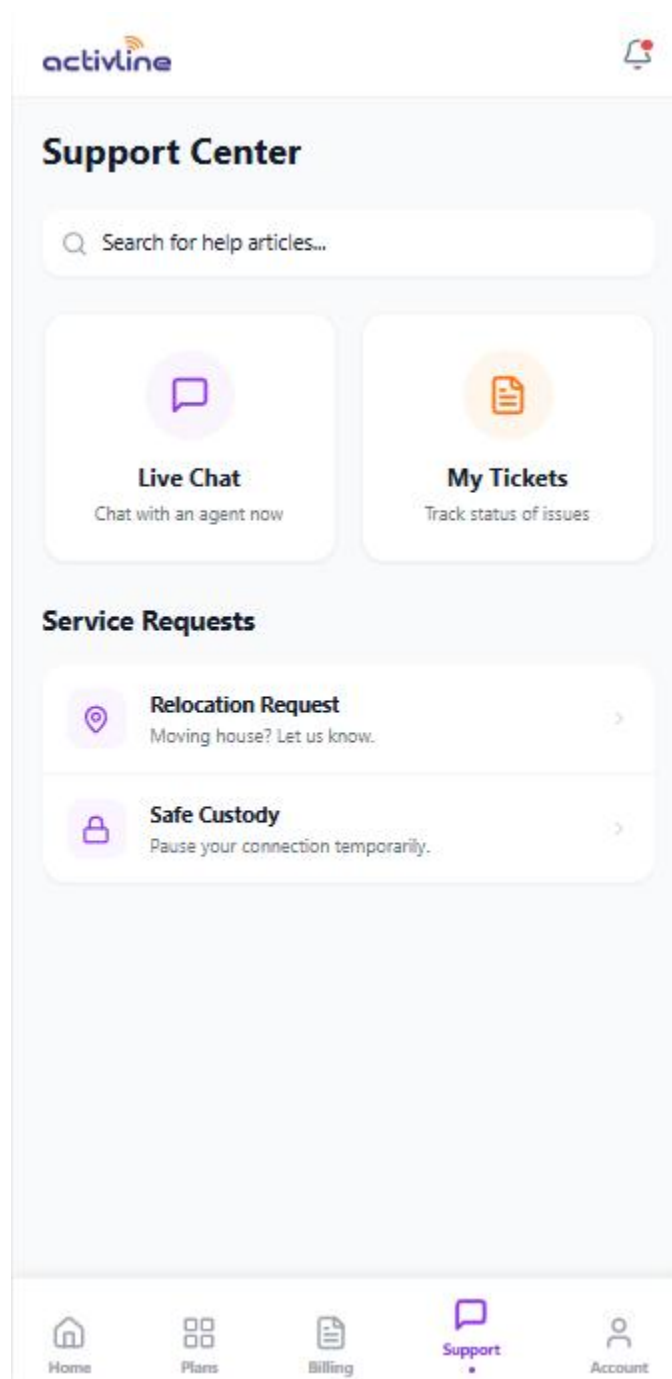 activline
Support Center
Search for help articles...
Live Chat
Chat with an agent now
My Tickets
Track status of issues
Service Requests
Relocation Request
Moving house? Let us know.
Safe Custody
Pause your connection temporarily.
Home
Plans
Billing
Support
Account